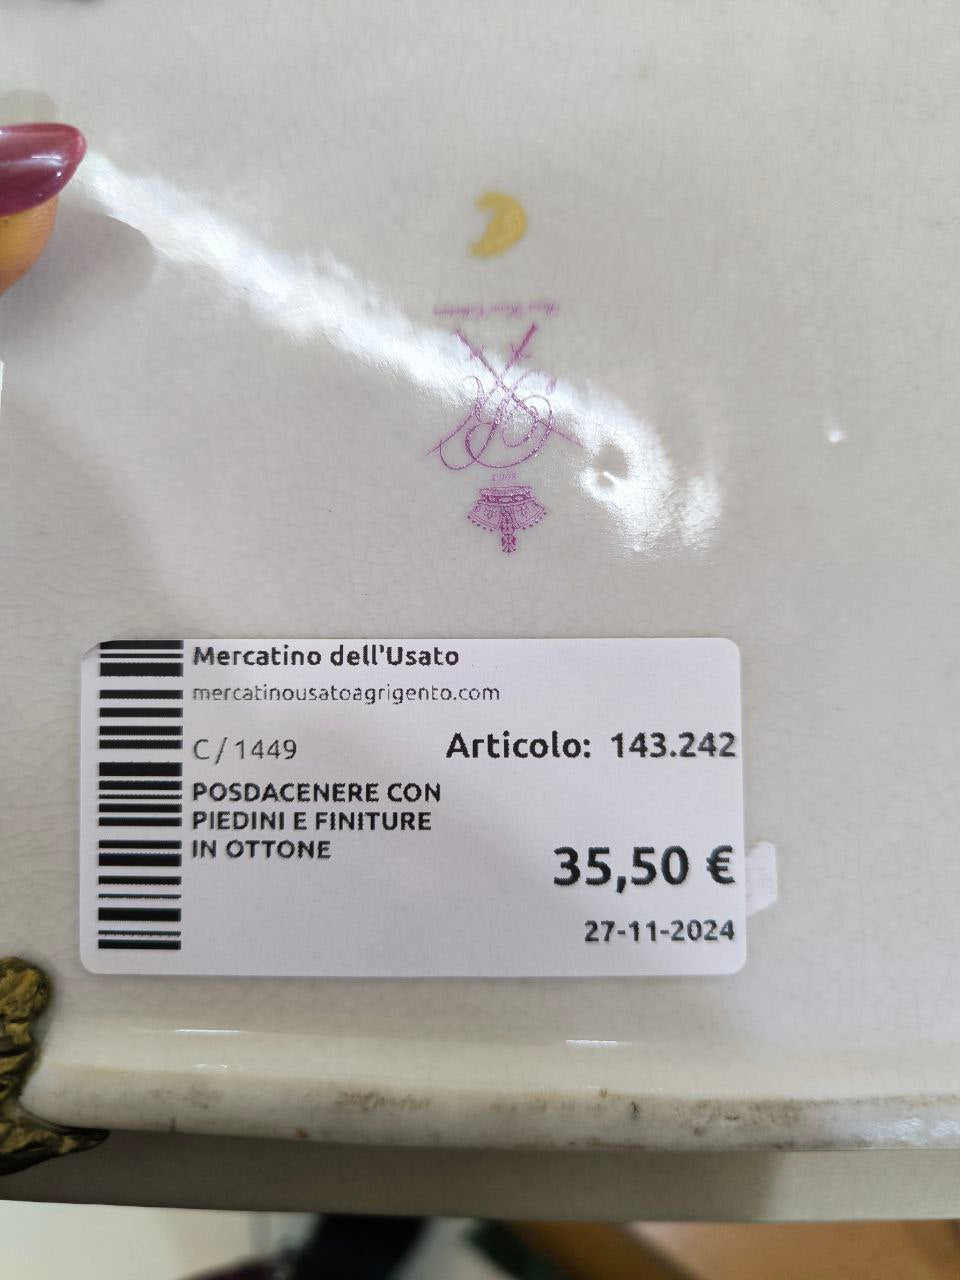 Mercatino dell'Usato
mercatinousatoagrigento.com
C / 1449
Articolo: 143.242
POSDACENERE CON
PIEDINI E FINITURE
IN OTTONE
35,50 €
27-11-2024